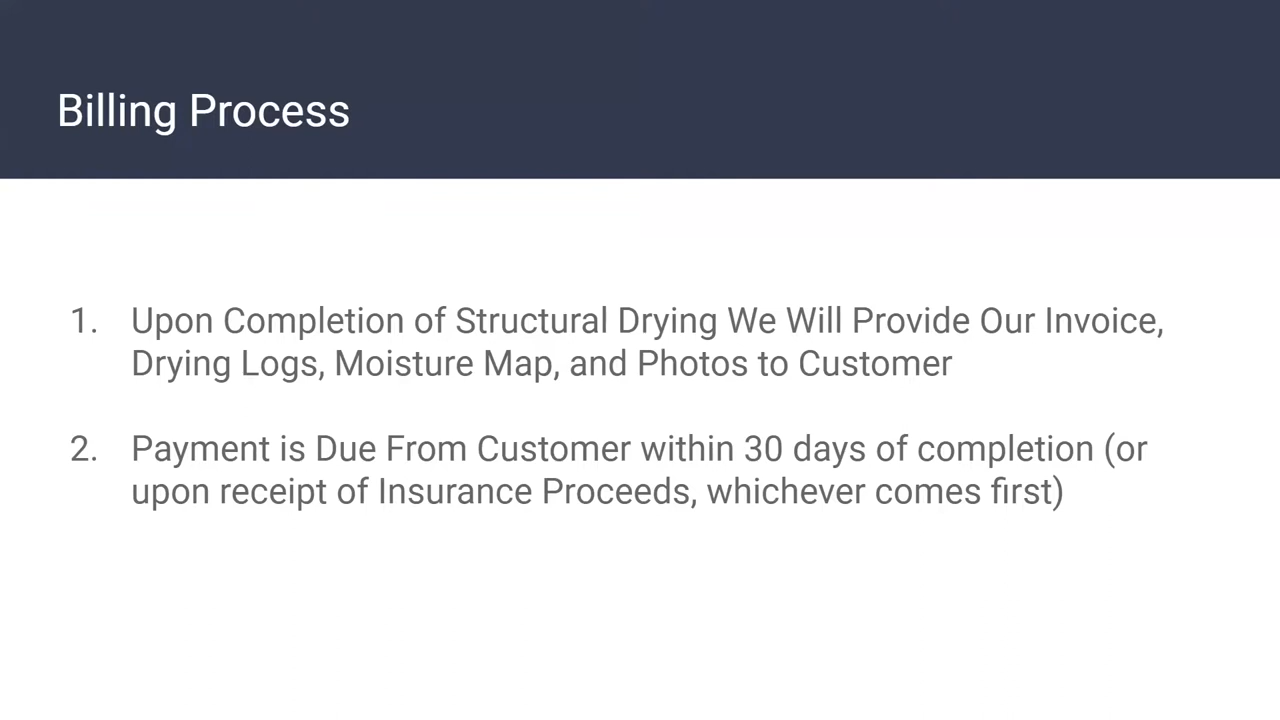 Billing Process
1. Upon Completion of Structural Drying We Will Provide Our Invoice,
Drying Logs, Moisture Map, and Photos to Customer
2. Payment is Due From Customer within 30 days of completion (or
upon receipt of Insurance Proceeds, whichever comes first)